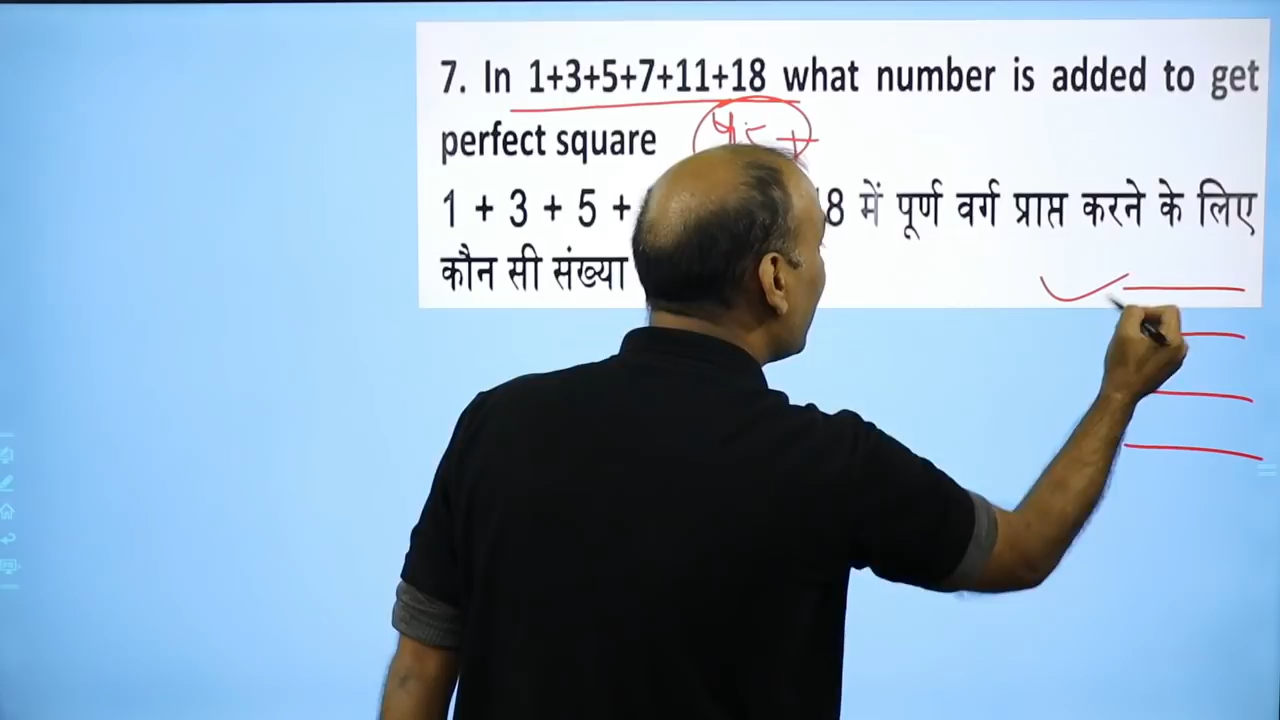 7. In 1+3+5+7+11+18 what number is added to get
perfect square
1 + 3 + 5 + 8 में पूर्ण वर्ग प्राप्त करने के लिए
कौन सी संख्या